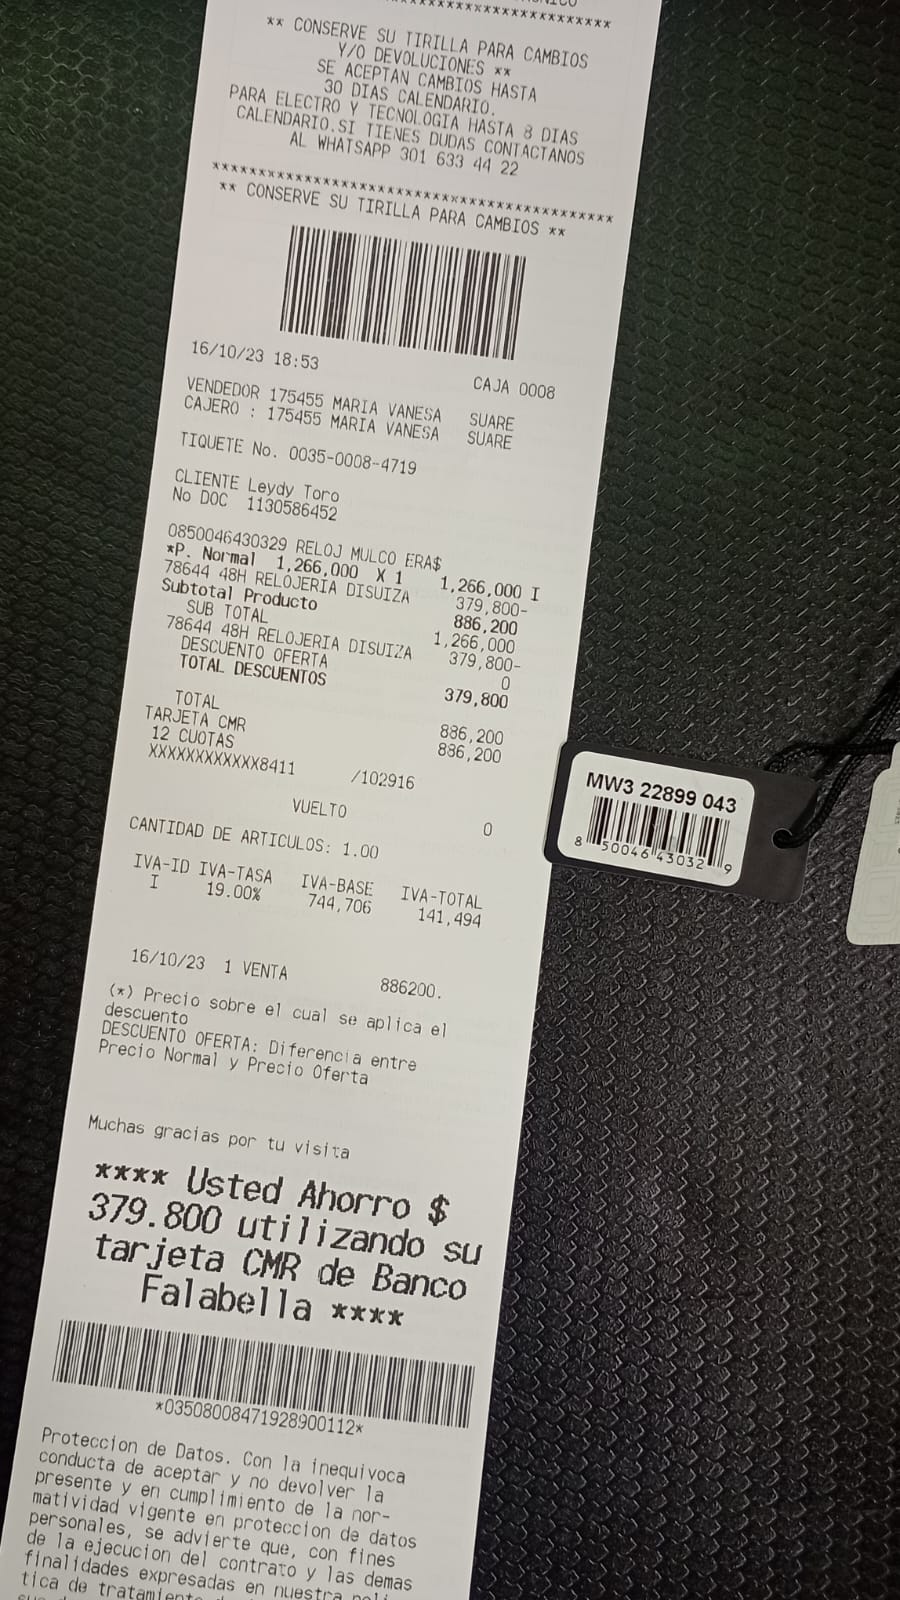 ** CONSERVE SU TIRILLA PARA CAMBIOS
Y/O DEVOLUCIONES **
SE ACEPTAN CAMBIOS HASTA
30 DIAS CALENDARIO.
PARA ELECTRO Y TECNOLOGIA HASTA 8 DIAS
CALENDARIO.SI TIENES DUDAS CONTACTANOS
AL WHATSAPP 301 633 44 22
** CONSERVE SU TIRILLA PARA CAMBIOS **
16/10/23 18:53 CAJA 0008
VENDEDOR 175455 MARIA VANESA SUARE
CAJERO : 175455 MARIA VANESA SUARE
TIQUETE No. 0035-0008-4719
CLIENTE Leydy Toro
No DOC 1130586452
0850046430329 RELOJ MULCO ERA$
*P. Normal 1,266,000 X 1 1,266,000 I
78644 48H RELOJERIA DISUIZA 379,800-
Subtotal Producto 886,200
SUB TOTAL 1,266,000
78644 48H RELOJERIA DISUIZA 379,800-
DESCUENTO OFERTA 0
TOTAL DESCUENTOS 379,800
TOTAL 886,200
TARJETA CMR 886,200
12 CUOTAS
XXXXXXXXXXXX8411 /102916
VUELTO 0
CANTIDAD DE ARTICULOS: 1.00
IVA-ID IVA-TASA IVA-BASE IVA-TOTAL
I 19.00% 744,706 141,494
16/10/23 1 VENTA 886200.
(*) Precio sobre el cual se aplica el
descuento
DESCUENTO OFERTA: Diferencia entre
Precio Normal y Precio Oferta
Muchas gracias por tu visita
**** Usted Ahorro $
379.800 utilizando su
tarjeta CMR de Banco
Falabella ****
*03508008471928900112*
Proteccion de Datos. Con la inequivoca
conducta de aceptar y no devolver la
presente y en cumplimiento de la nor-
matividad vigente en proteccion de datos
personales, se advierte que, con fines
de la ejecucion del contrato y las demas
finalidades expresadas en nuestra poli
tica de tratamiento
MW3 22899 043
8 50046 43032 9